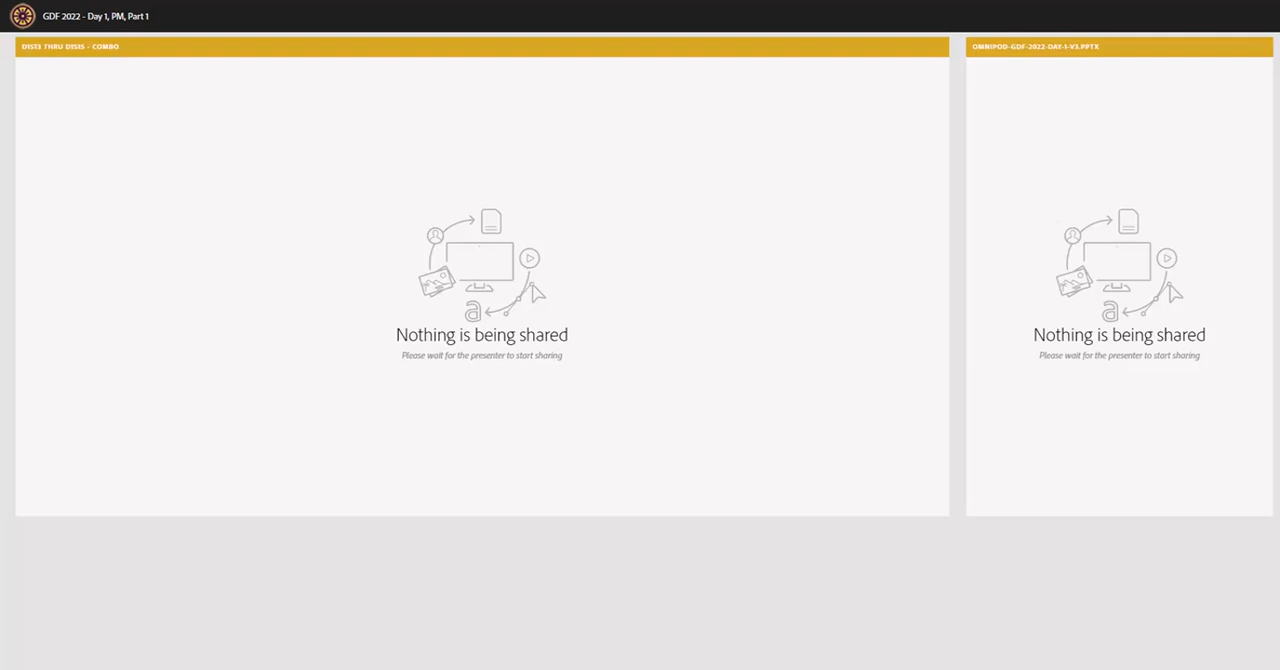 GDF 2022 - Day 1, PM, Part 1
D1S13 THRU D1S15 - COMBO
OMNIPOD-GDF-2022-DAY-1-V3.PPTX
Nothing is being shared
Please wait for the presenter to start sharing
Nothing is being shared
Please wait for the presenter to start sharing